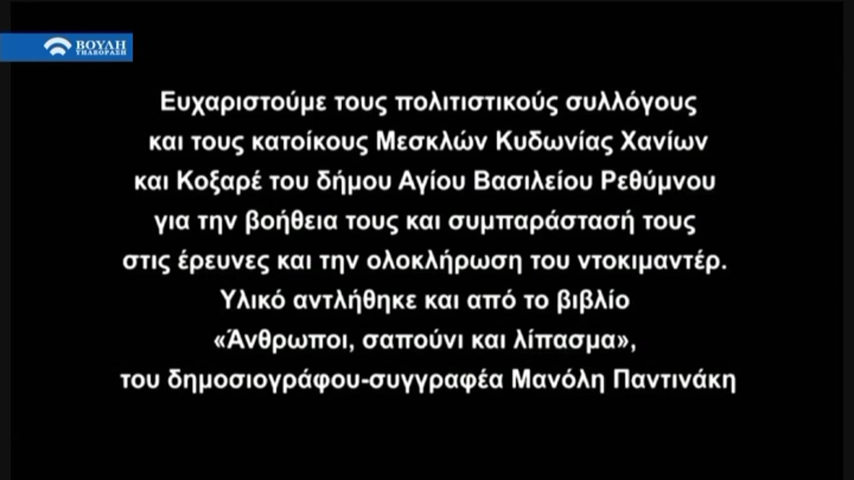 ΒΟΥΛΗ
ΤΗΛΕΟΡΑΣΗ
Ευχαριστούμε τους πολιτιστικούς συλλόγους
και τους κατοίκους Μεσκλών Κυδωνίας Χανίων
και Κοξαρέ του δήμου Αγίου Βασιλείου Ρεθύμνου
για την βοήθεια τους και συμπαράστασή τους
στις έρευνες και την ολοκλήρωση του ντοκιμαντέρ.
Υλικό αντλήθηκε και από το βιβλίο
«Άνθρωποι, σαπούνι και λίπασμα»,
του δημοσιογράφου-συγγραφέα Μανόλη Παντινάκη